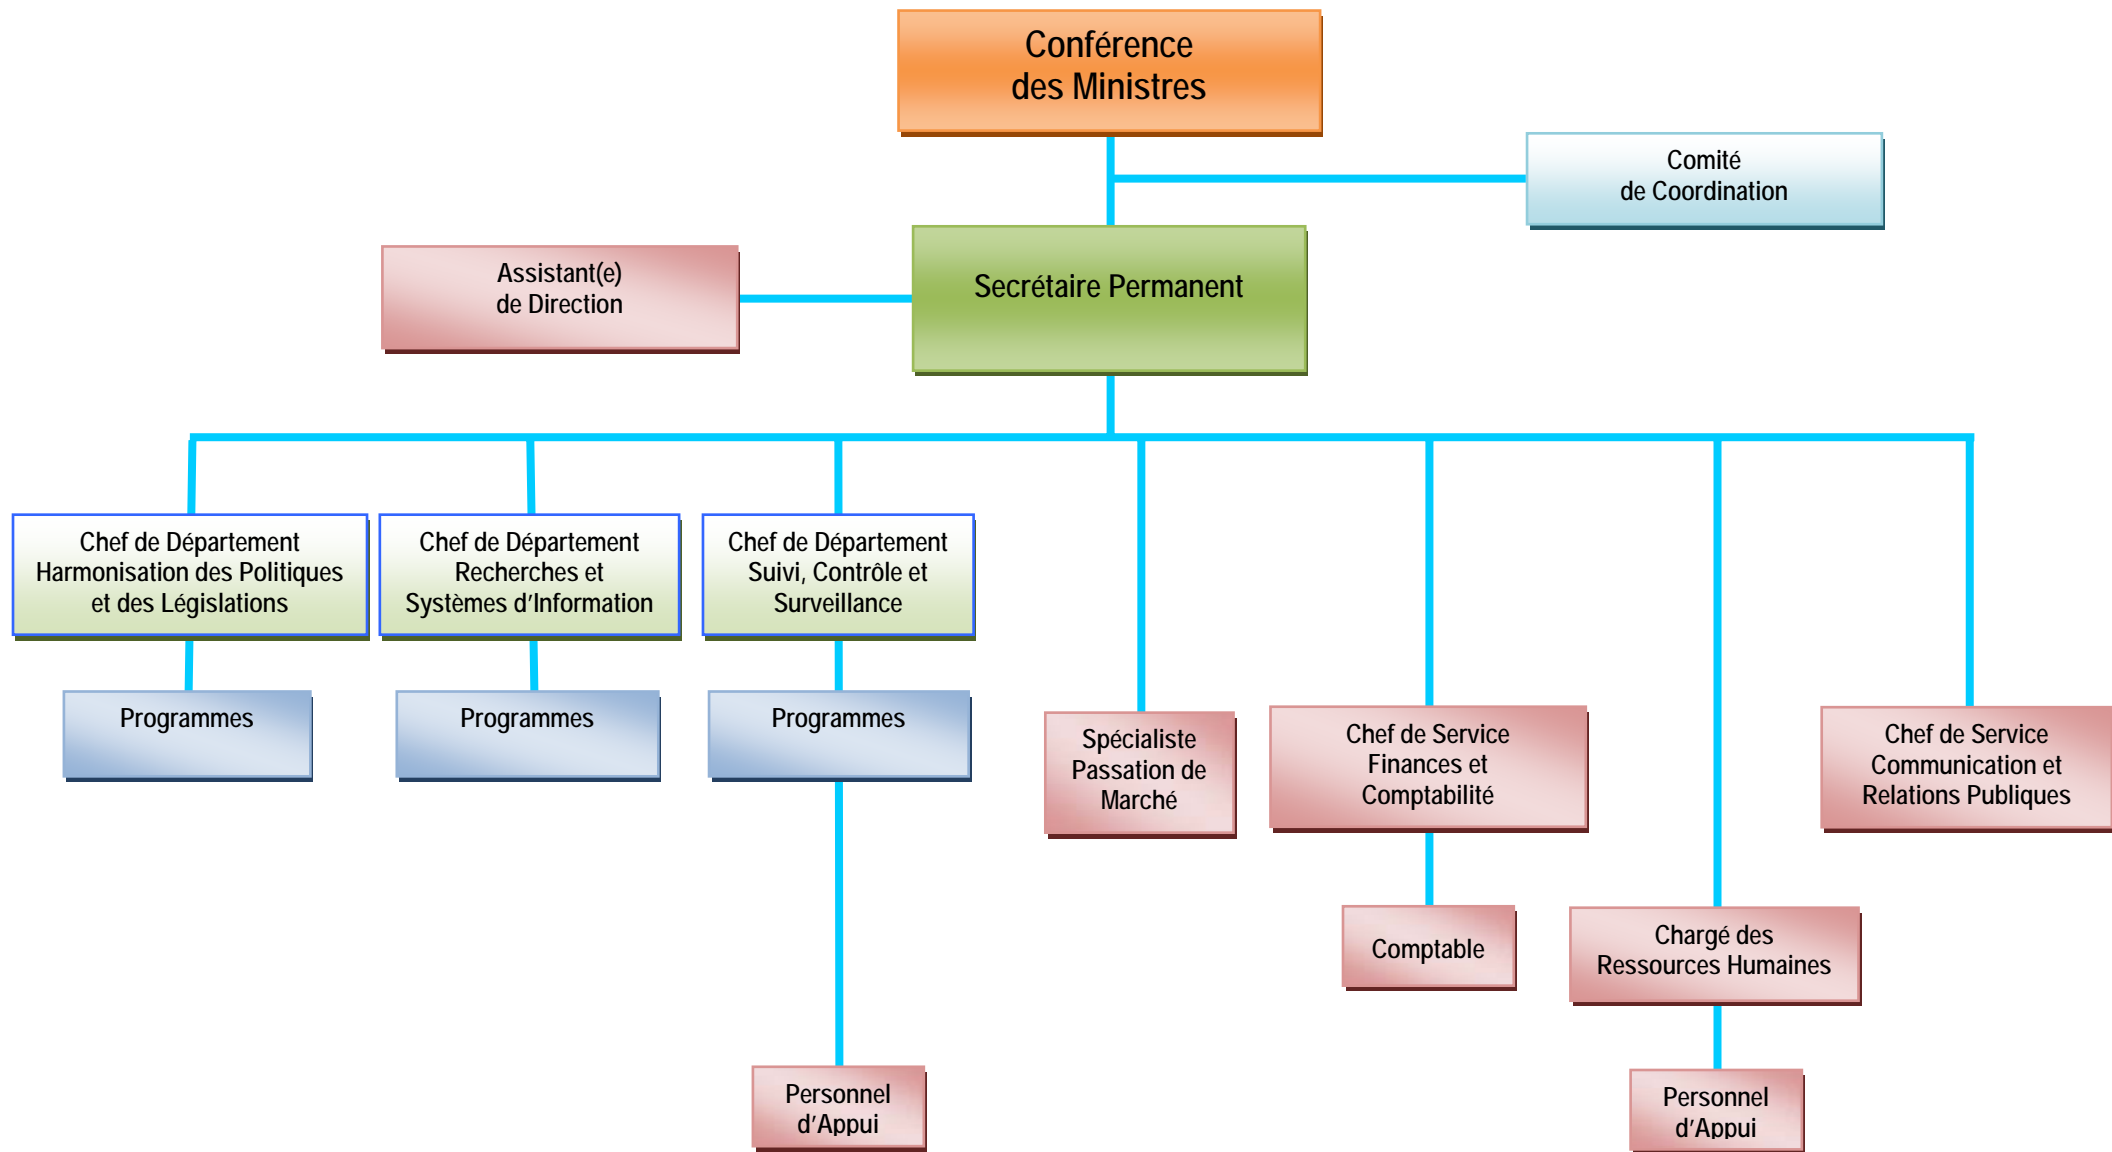 Conférence
des Ministres
Comité
de Coordination
Assistant(e)
de Direction
Secrétaire Permanent
Chef de Département
Harmonisation des Politiques
et des Législations
Chef de Département
Recherches et
Systèmes d'Information
Chef de Département
Suivi, Contrôle et
Surveillance
Programmes
Programmes
Programmes
Spécialiste
Passation de
Marché
Chef de Service
Finances et
Comptabilité
Chef de Service
Communication et
Relations Publiques
Comptable
Chargé des
Ressources Humaines
Personnel
d'Appui
Personnel
d'Appui